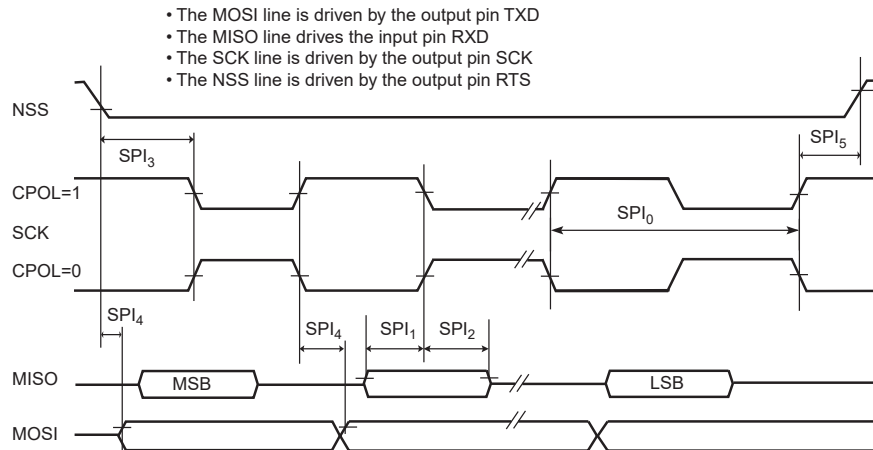 • The MOSI line is driven by the output pin TXD
• The MISO line drives the input pin RXD
• The SCK line is driven by the output pin SCK
• The NSS line is driven by the output pin RTS
NSS
SPI₃
SPI₅
CPOL=1
SCK
SPI₀
CPOL=0
SPI₄
SPI₄
SPI₁
SPI₂
MISO
MSB
LSB
MOSI